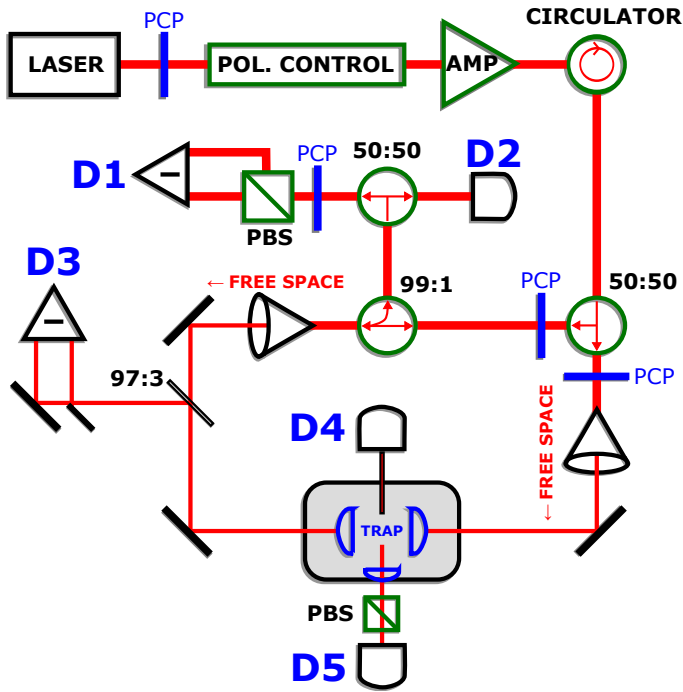 CIRCULATOR
PCP
LASER
POL. CONTROL
AMP
50:50
D2
PCP
D1
PBS
D3
← FREE SPACE
99:1
PCP
50:50
97:3
PCP
D4
← FREE SPACE
TRAP
PBS
D5